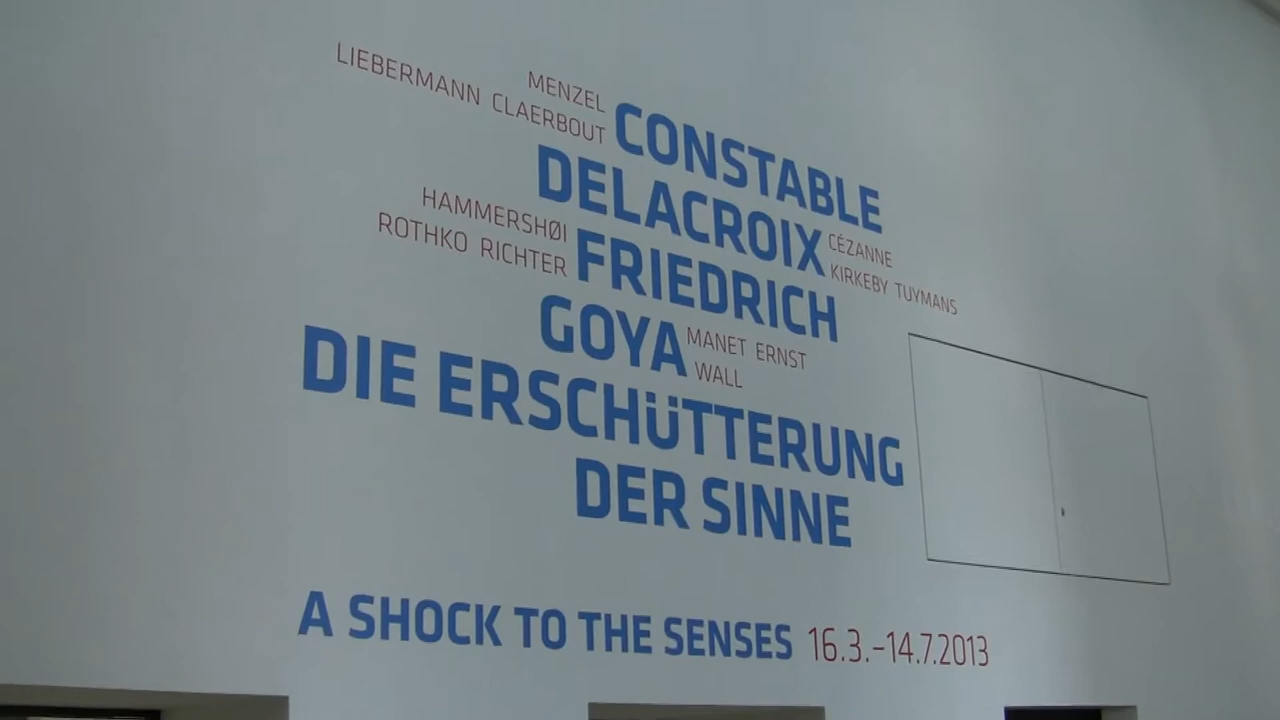 MENZEL
LIEBERMANN CLAERBOUT
CONSTABLE
DELACROIX
CÉZANNE
KIRKEBY TUYMANS
HAMMERSHØI
ROTHKO RICHTER
FRIEDRICH
GOYA
MANET ERNST
WALL
DIE ERSCHÜTTERUNG
DER SINNE
A SHOCK TO THE SENSES 16.3.–14.7.2013